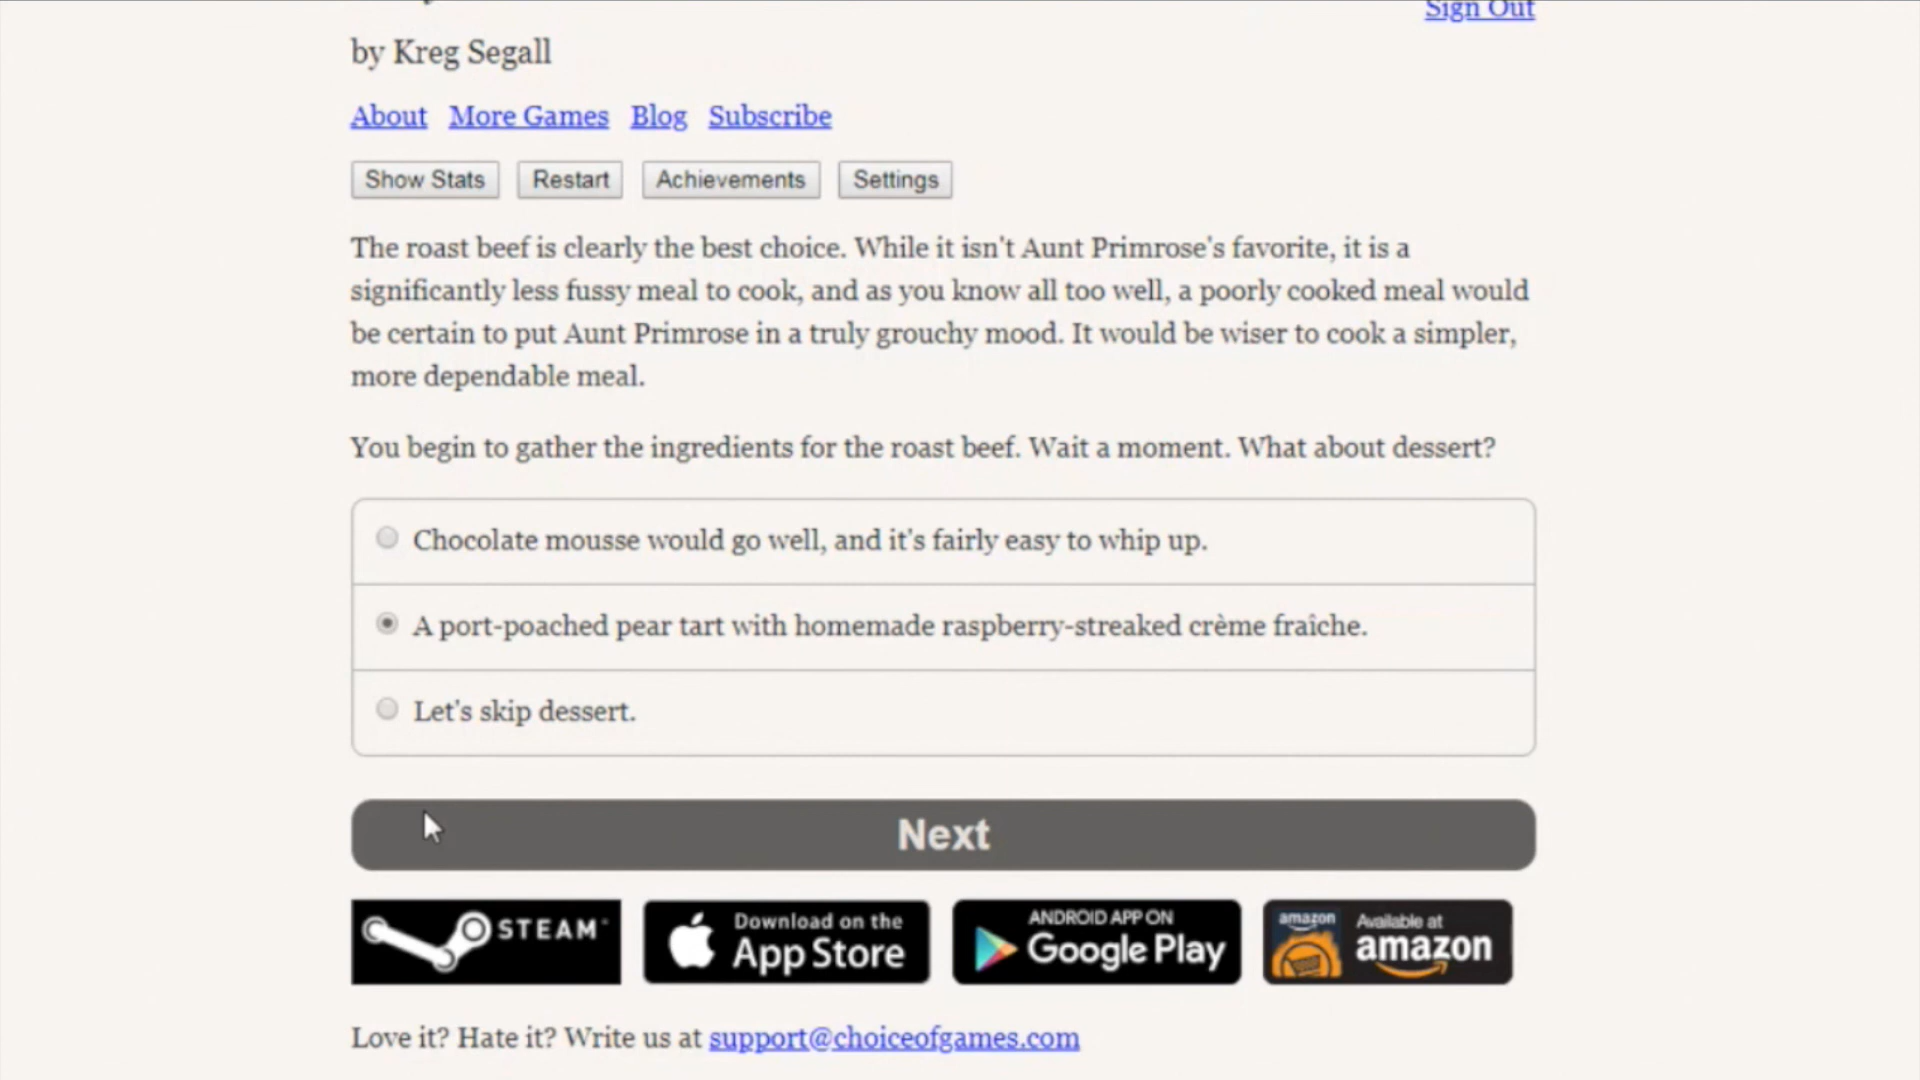 Sign Out
by Kreg Segall
About More Games Blog Subscribe
Show Stats Restart Achievements Settings
The roast beef is clearly the best choice. While it isn't Aunt Primrose's favorite, it is a
significantly less fussy meal to cook, and as you know all too well, a poorly cooked meal would
be certain to put Aunt Primrose in a truly grouchy mood. It would be wiser to cook a simpler,
more dependable meal.
You begin to gather the ingredients for the roast beef. Wait a moment. What about dessert?
Chocolate mousse would go well, and it's fairly easy to whip up.
A port-poached pear tart with homemade raspberry-streaked crème fraîche.
Let's skip dessert.
Next
STEAM
Download on the
App Store
ANDROID APP ON
Google Play
amazon
Available at
amazon
Love it? Hate it? Write us at support@choiceofgames.com